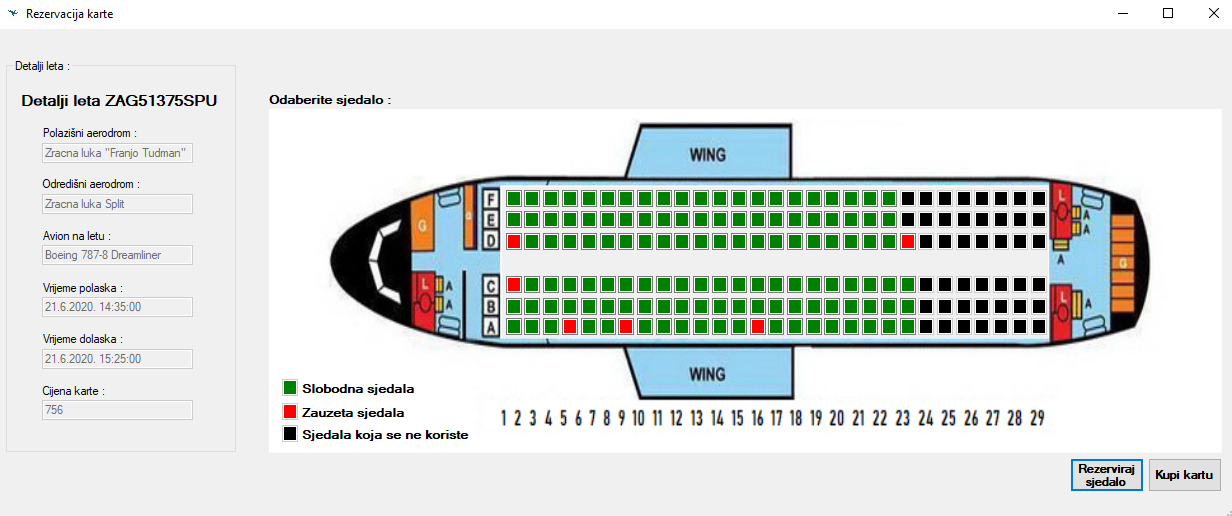 Rezervacija karte
Detalji leta :
Detalji leta ZAG51375SPU
Polazišni aerodrom :
Zracna luka "Franjo Tudman"
Odredišni aerodrom :
Zracna luka Split
Avion na letu :
Boeing 787-8 Dreamliner
Vrijeme polaska :
21.6.2020. 14:35:00
Vrijeme dolaska :
21.6.2020. 15:25:00
Cijena karte :
756
Odaberite sjedalo :
WING
F
E
D
C
B
A
G
G
L
A
A
L
A
A
A
G
L
A
A
WING
Slobodna sjedala
Zauzeta sjedala
Sjedala koja se ne koriste
1 2 3 4 5 6 7 8 9 10 11 12 13 14 15 16 17 18 19 20 21 22 23 24 25 26 27 28 29
Rezerviraj
sjedalo
Kupi kartu